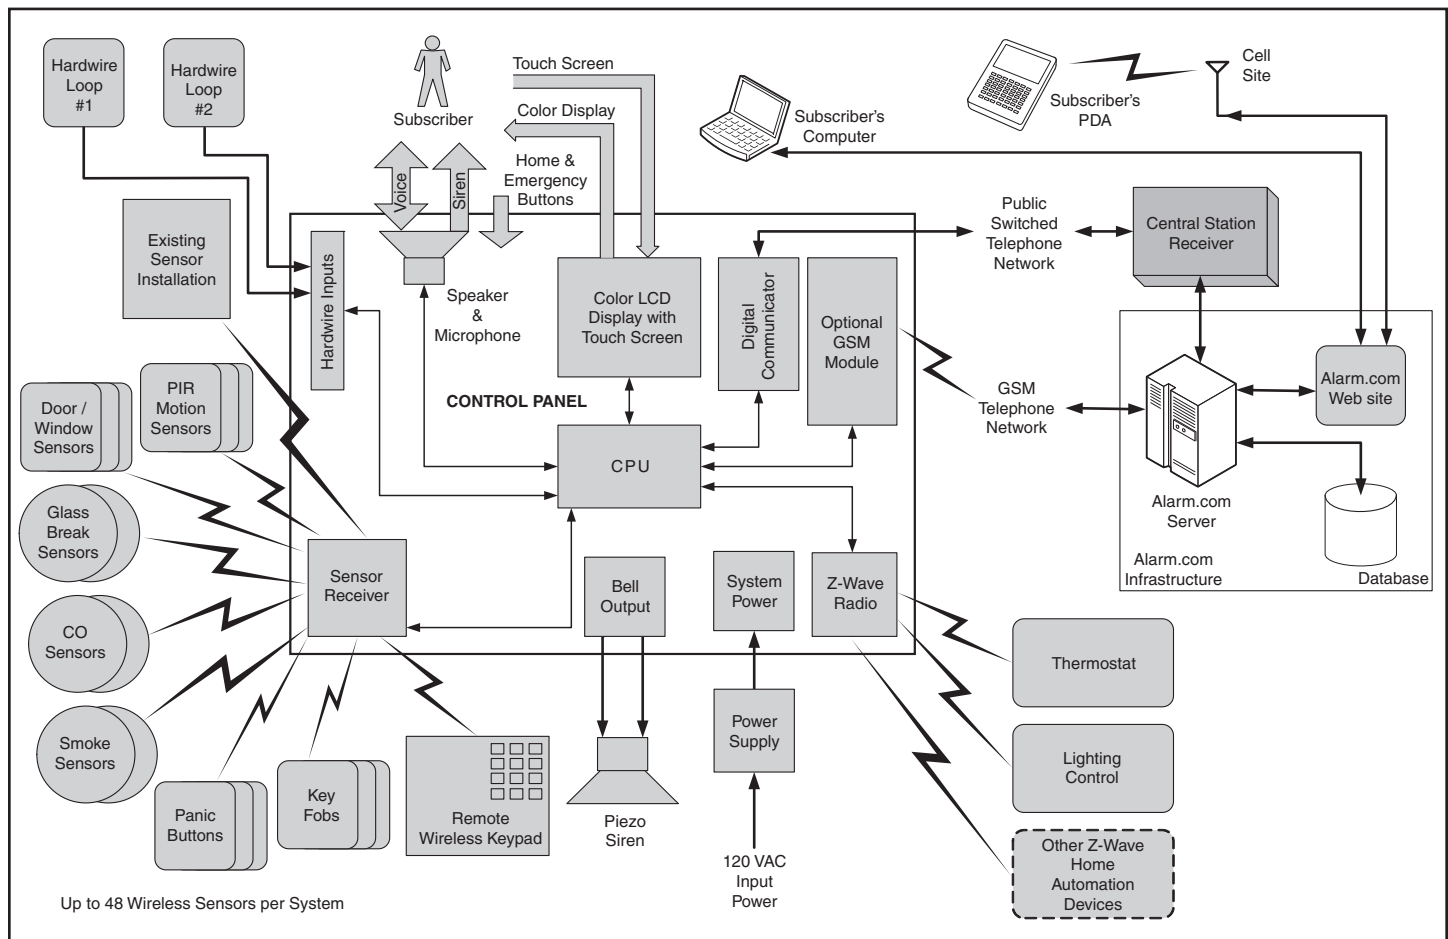 Hardwire
Loop
#1
Hardwire
Loop
#2
Subscriber
Touch Screen
Color Display
Home &
Emergency
Buttons
Voice
Siren
Subscriber's
Computer
Subscriber's
PDA
Cell
Site
Existing
Sensor
Installation
Hardwire Inputs
Speaker
&
Microphone
Color LCD
Display with
Touch Screen
Digital
Communicator
Optional
GSM
Module
Public
Switched
Telephone
Network
Central Station
Receiver
CONTROL PANEL
CPU
GSM
Telephone
Network
Alarm.com
Web site
Alarm.com
Server
Alarm.com
Infrastructure
Database
PIR
Motion
Sensors
Door /
Window
Sensors
Glass
Break
Sensors
CO
Sensors
Smoke
Sensors
Panic
Buttons
Key
Fobs
Sensor
Receiver
Remote
Wireless Keypad
Bell
Output
Piezo
Siren
System
Power
Power
Supply
120 VAC
Input
Power
Z-Wave
Radio
Thermostat
Lighting
Control
Other Z-Wave
Home
Automation
Devices
Up to 48 Wireless Sensors per System